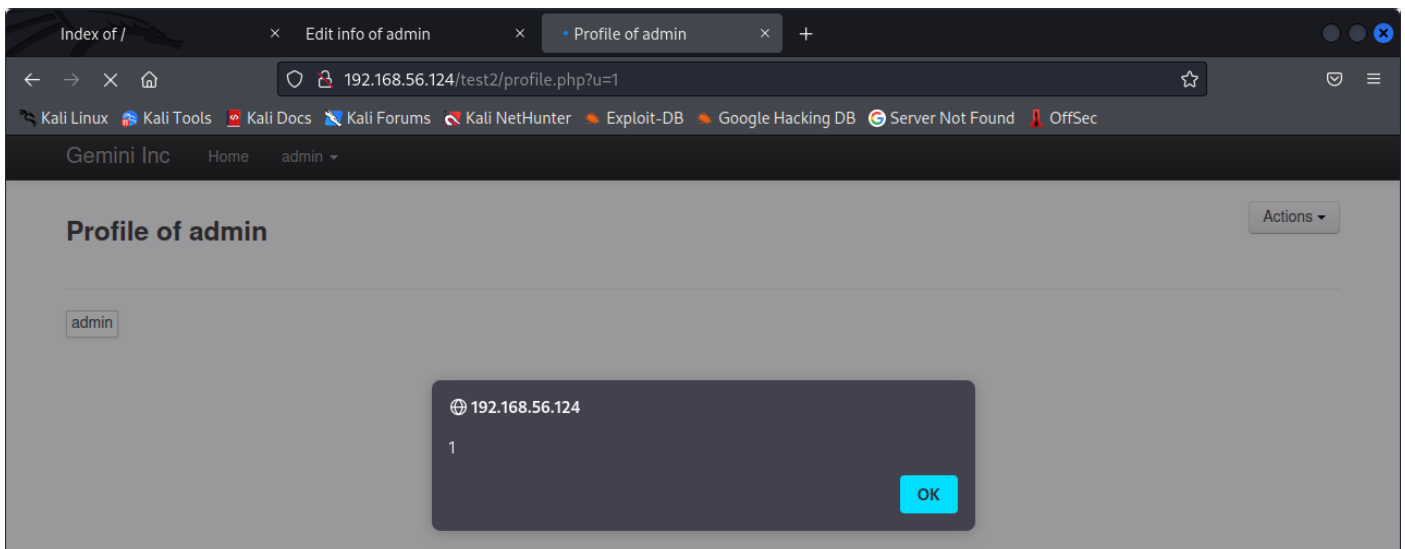 Index of / × Edit info of admin × Profile of admin × +
192.168.56.124/test2/profile.php?u=1
Kali Linux Kali Tools Kali Docs Kali Forums Kali NetHunter Exploit-DB Google Hacking DB Server Not Found OffSec
Gemini Inc Home admin
Profile of admin Actions
admin
192.168.56.124
1
OK